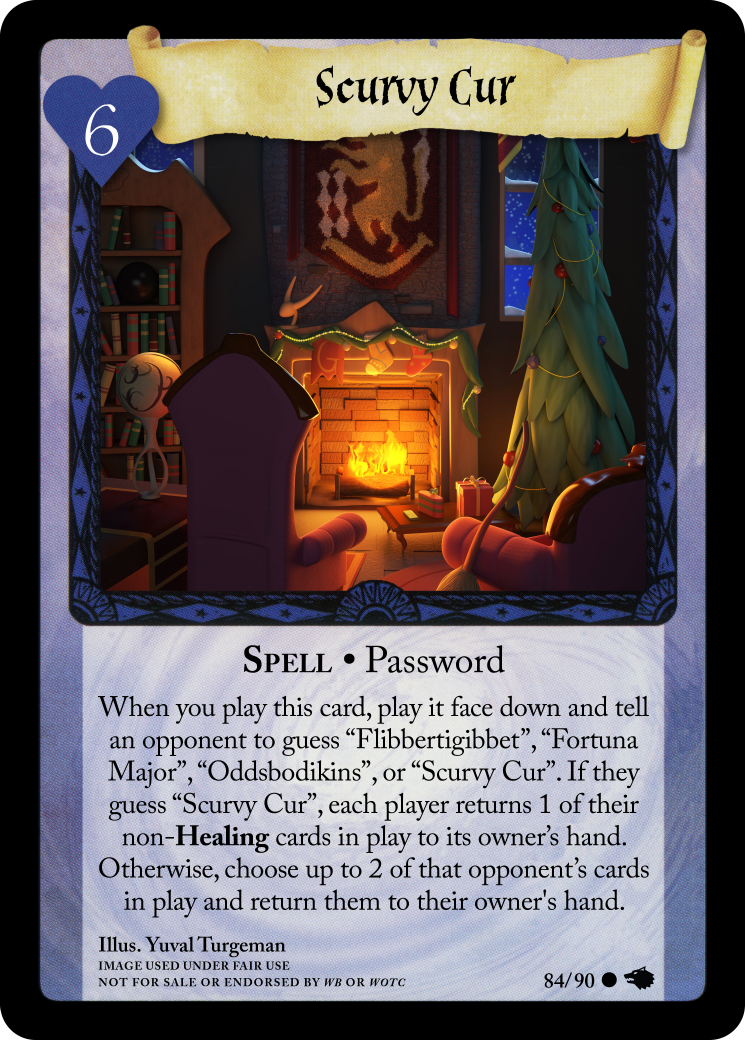 Scurvy Cur
6
SPELL • Password
When you play this card, play it face down and tell
an opponent to guess “Flibbertigibbet”, “Fortuna
Major”, “Oddsbodikins”, or “Scurvy Cur”. If they
guess “Scurvy Cur”, each player returns 1 of their
non-Healing cards in play to its owner’s hand.
Otherwise, choose up to 2 of that opponent’s cards
in play and return them to their owner's hand.
Illus. Yuval Turgeman
IMAGE USED UNDER FAIR USE
NOT FOR SALE OR ENDORSED BY WB OR WOTC
84/90